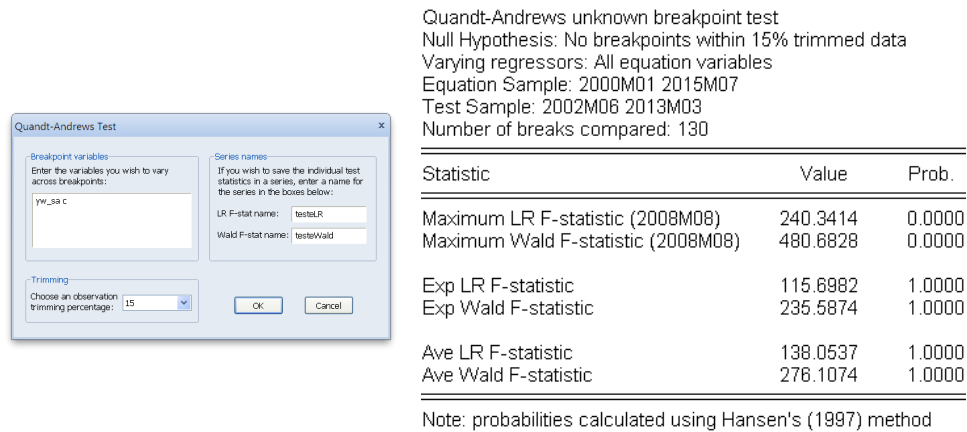 Quandt-Andrews Test
x
Breakpoint variables
Enter the variables you wish to vary
across breakpoints:
yw_sa c
Trimming
Choose an observation
trimming percentage: 15
Series names
If you wish to save the individual test
statistics in a series, enter a name for
the series in the boxes below:
LR F-stat name: testeLR
Wald F-stat name: testeWald
OK Cancel
Quandt-Andrews unknown breakpoint test
Null Hypothesis: No breakpoints within 15% trimmed data
Varying regressors: All equation variables
Equation Sample: 2000M01 2015M07
Test Sample: 2002M06 2013M03
Number of breaks compared: 130
Statistic Value Prob.
Maximum LR F-statistic (2008M08) 240.3414 0.0000
Maximum Wald F-statistic (2008M08) 480.6828 0.0000
Exp LR F-statistic 115.6982 1.0000
Exp Wald F-statistic 235.5874 1.0000
Ave LR F-statistic 138.0537 1.0000
Ave Wald F-statistic 276.1074 1.0000
Note: probabilities calculated using Hansen's (1997) method